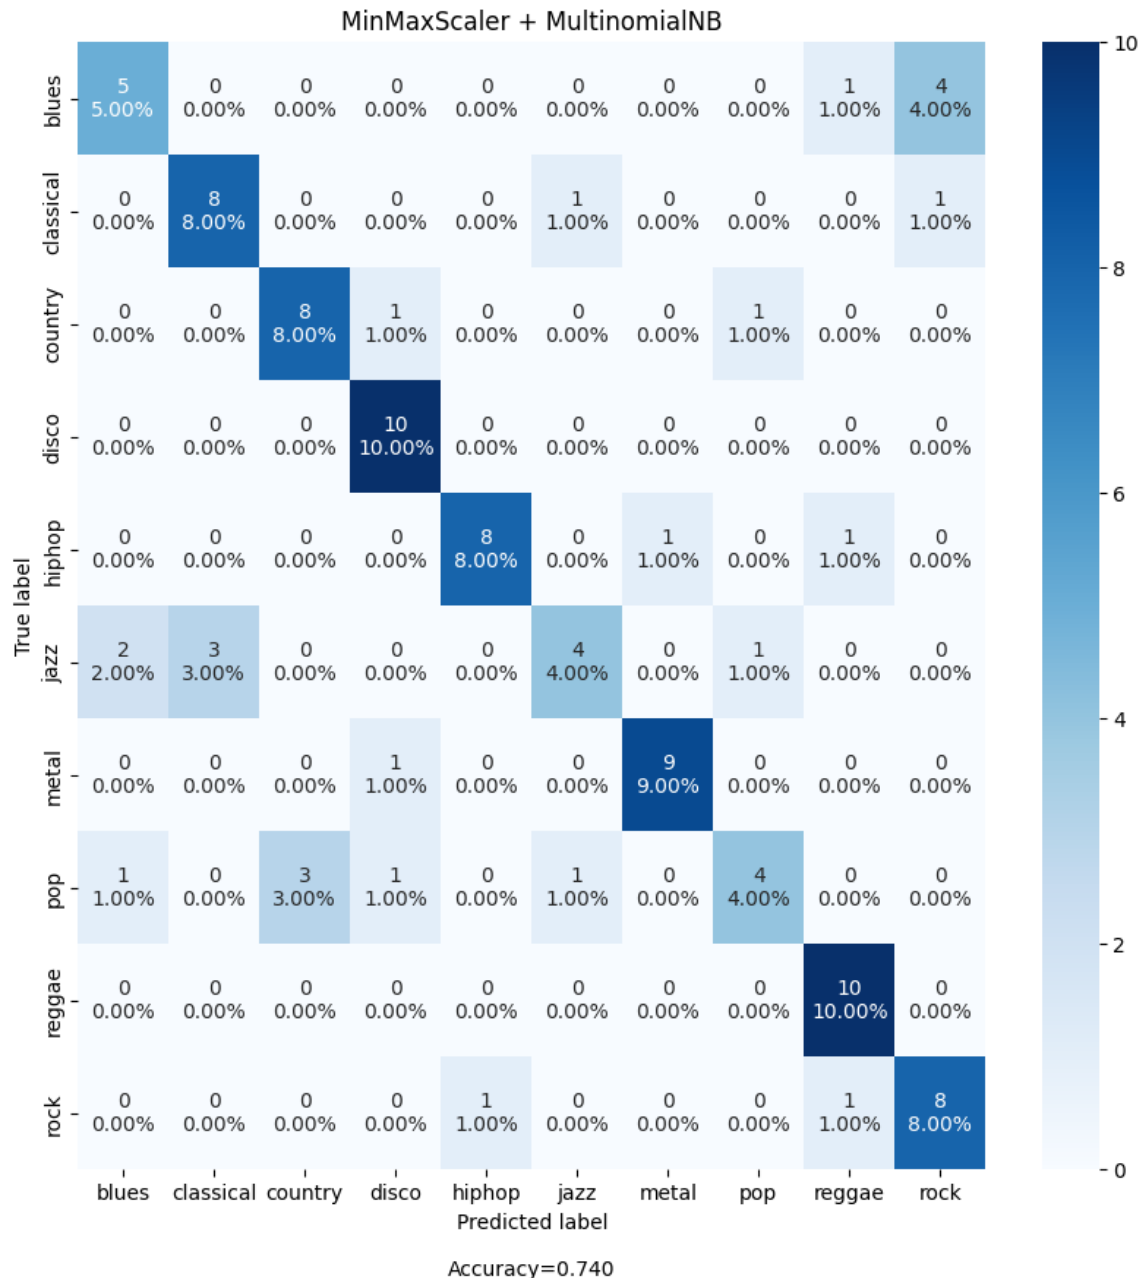 MinMaxScaler + MultinomialNB
10
blues 5 0 0 0 0 0 0 0 1 4
5.00% 0.00% 0.00% 0.00% 0.00% 0.00% 0.00% 0.00% 1.00% 4.00%
classical 0 8 0 0 0 1 0 0 0 1
0.00% 8.00% 0.00% 0.00% 0.00% 1.00% 0.00% 0.00% 0.00% 1.00%
8
country 0 0 8 1 0 0 0 1 0 0
0.00% 0.00% 8.00% 1.00% 0.00% 0.00% 0.00% 1.00% 0.00% 0.00%
disco 0 0 0 10 0 0 0 0 0 0
0.00% 0.00% 0.00% 10.00% 0.00% 0.00% 0.00% 0.00% 0.00% 0.00%
6
hiphop 0 0 0 0 8 0 1 0 1 0
0.00% 0.00% 0.00% 0.00% 8.00% 0.00% 1.00% 0.00% 1.00% 0.00%
True label
jazz 2 3 0 0 0 4 0 1 0 0
2.00% 3.00% 0.00% 0.00% 0.00% 4.00% 0.00% 1.00% 0.00% 0.00%
4
metal 0 0 0 1 0 0 9 0 0 0
0.00% 0.00% 0.00% 1.00% 0.00% 0.00% 9.00% 0.00% 0.00% 0.00%
pop 1 0 3 1 0 1 0 4 0 0
1.00% 0.00% 3.00% 1.00% 0.00% 1.00% 0.00% 4.00% 0.00% 0.00%
2
reggae 0 0 0 0 0 0 0 0 10 0
0.00% 0.00% 0.00% 0.00% 0.00% 0.00% 0.00% 0.00% 10.00% 0.00%
rock 0 0 0 0 1 0 0 0 1 8
0.00% 0.00% 0.00% 0.00% 1.00% 0.00% 0.00% 0.00% 1.00% 8.00%
0
blues classical country disco hiphop jazz metal pop reggae rock
Predicted label
Accuracy=0.740